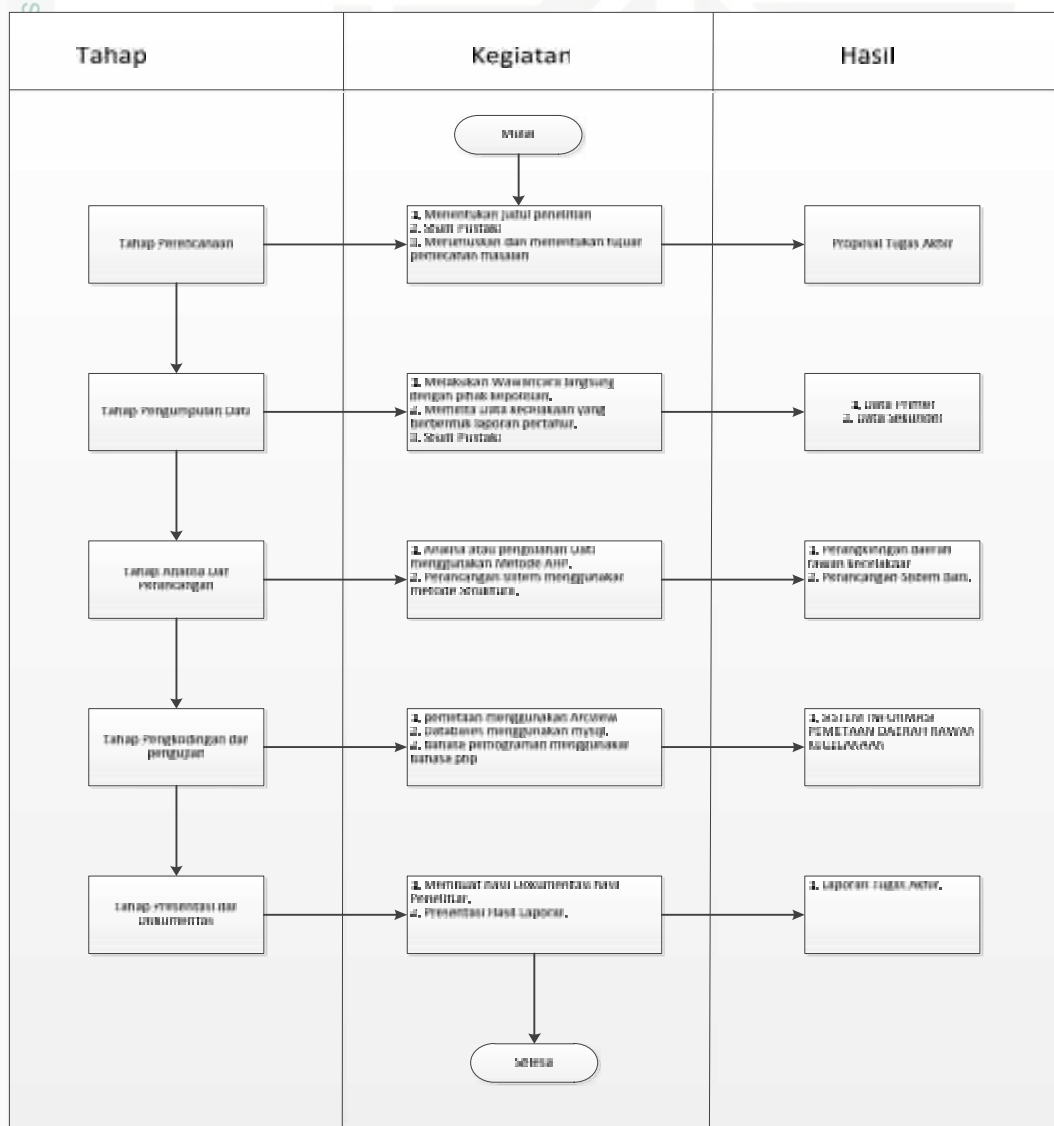 Tahap
Kegiatan
Hasil
Mulai
Tahap Perencanaan
1. Menentukan judul penelitian
2. Studi Pustaka
3. Merumuskan dan menentukan tujuan
pemecahan masalah
Proposal Tugas Akhir
Tahap Pengumpulan Data
1. Melakukan Wawancara langsung
dengan pihak kepolisian.
2. Meminta Data kecelakaan yang
berbentuk laporan pertahun.
3. Studi Pustaka
1. Data Primer
2. Data Sekunder
Tahap Analisa Dan
Perancangan
1. Analisa atau pengolahan Data
menggunakan Metode AHP.
2. Perancangan sistem menggunakan
metode Struktura.
1. Perangkingan daerah
rawan kecelakaan
2. Perancangan Sistem Baru.
Tahap Pengkodingan dan
pengujian
1. pemetaan menggunakan Arcview
2. Databases menggunakan mysql.
2. Bahasa pemograman menggunakan
bahasa php
1. SISTEM INFORMASI
PEMETAAN DAERAH RAWAN
KECELAKAAN
Tahap Presentasi dan
Dokumentas
1. Membuat hasil Dokumentasi hasil
Penelitian.
2. Presentasi Hasil Laporan.
1. Laporan Tugas Akhir.
Selesai